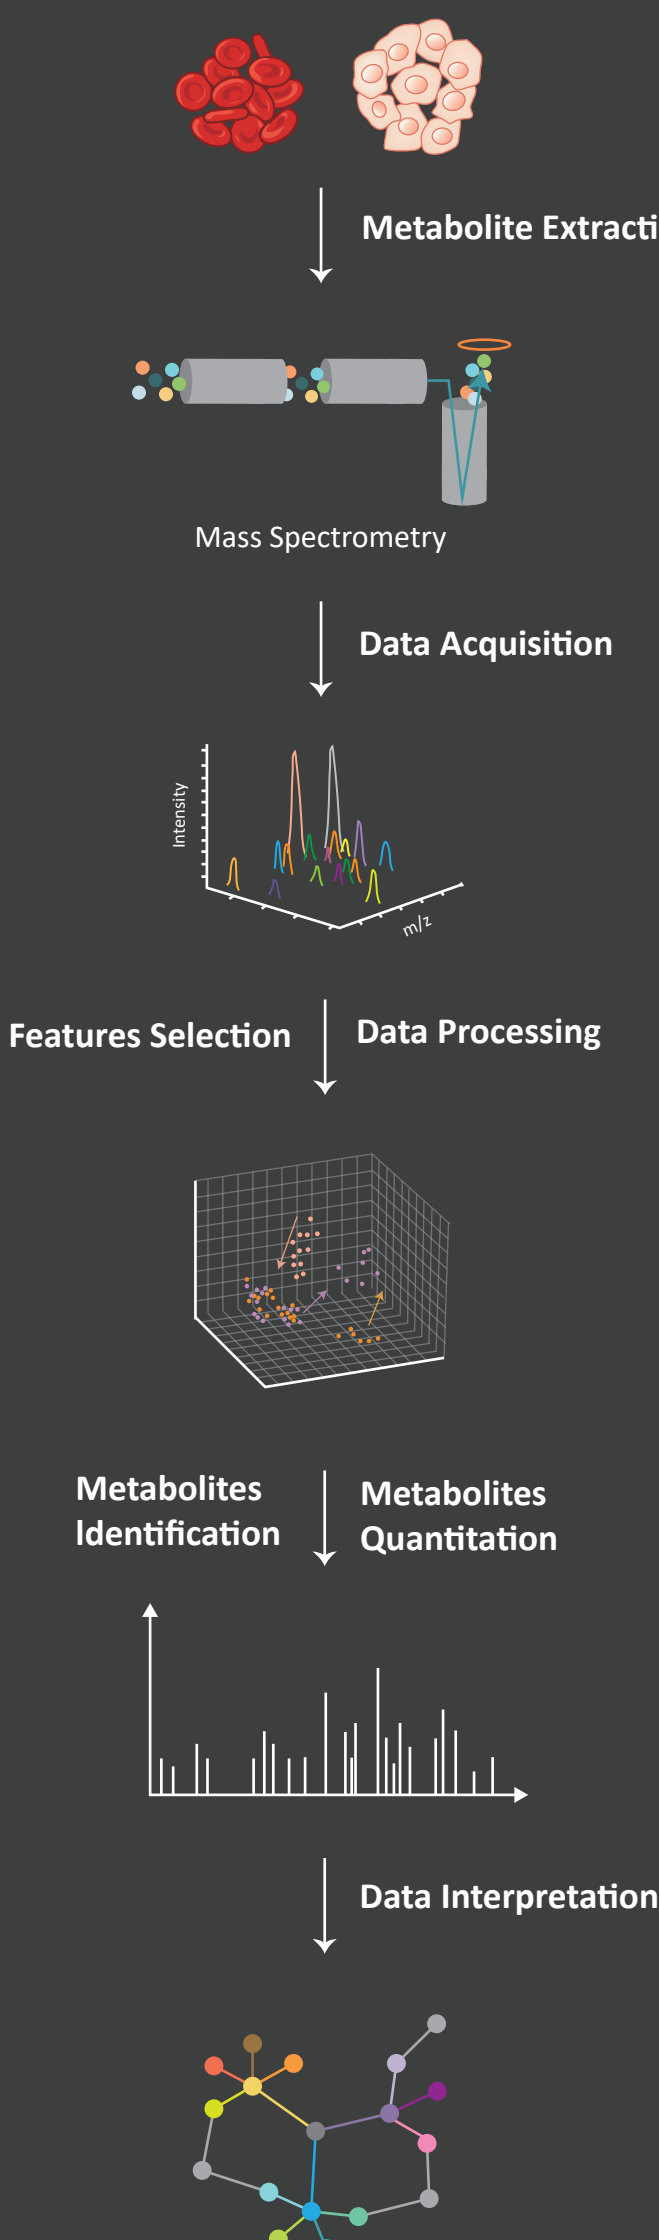 Metabolite Extracti
Mass Spectrometry
Data Acquisition
Intensity
m/z
Features Selection
Data Processing
Metabolites
Identification
Metabolites
Quantitation
Data Interpretation